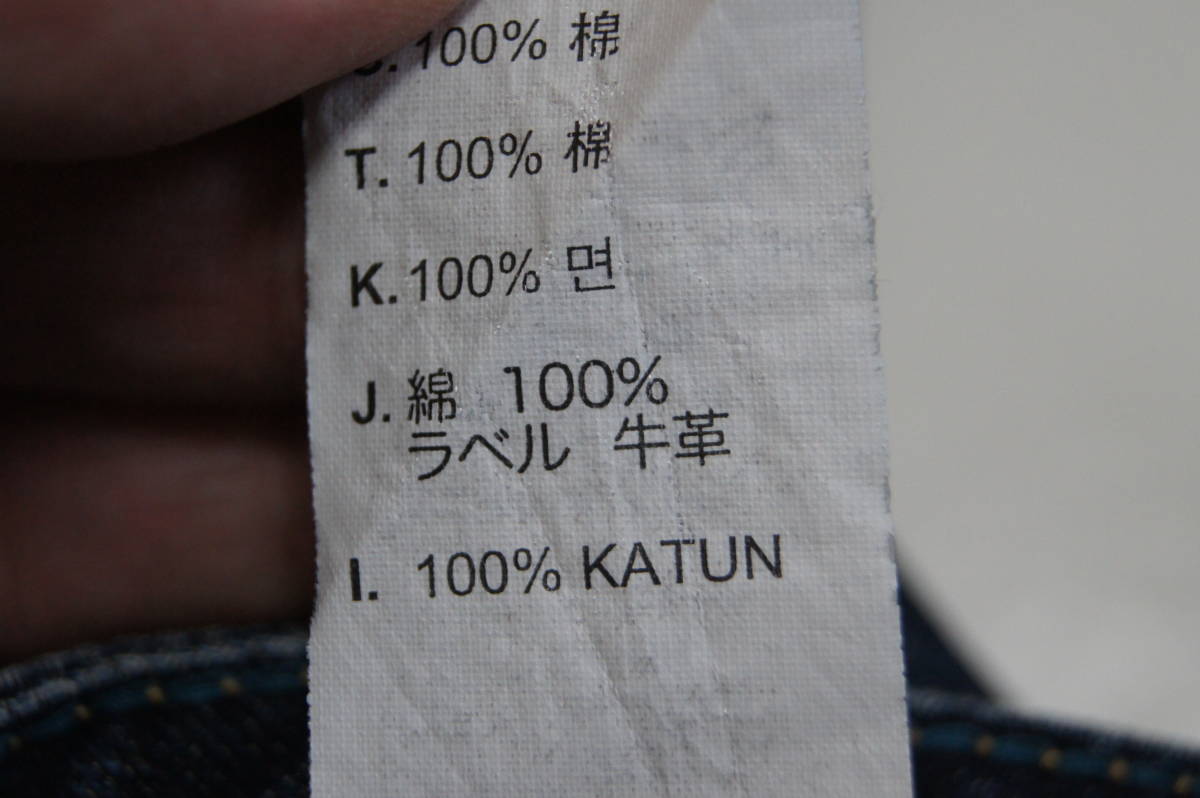 100% 棉
T. 100% 棉
K. 100% 면
J. 綿 100%
ラベル 牛革
I. 100% KATUN